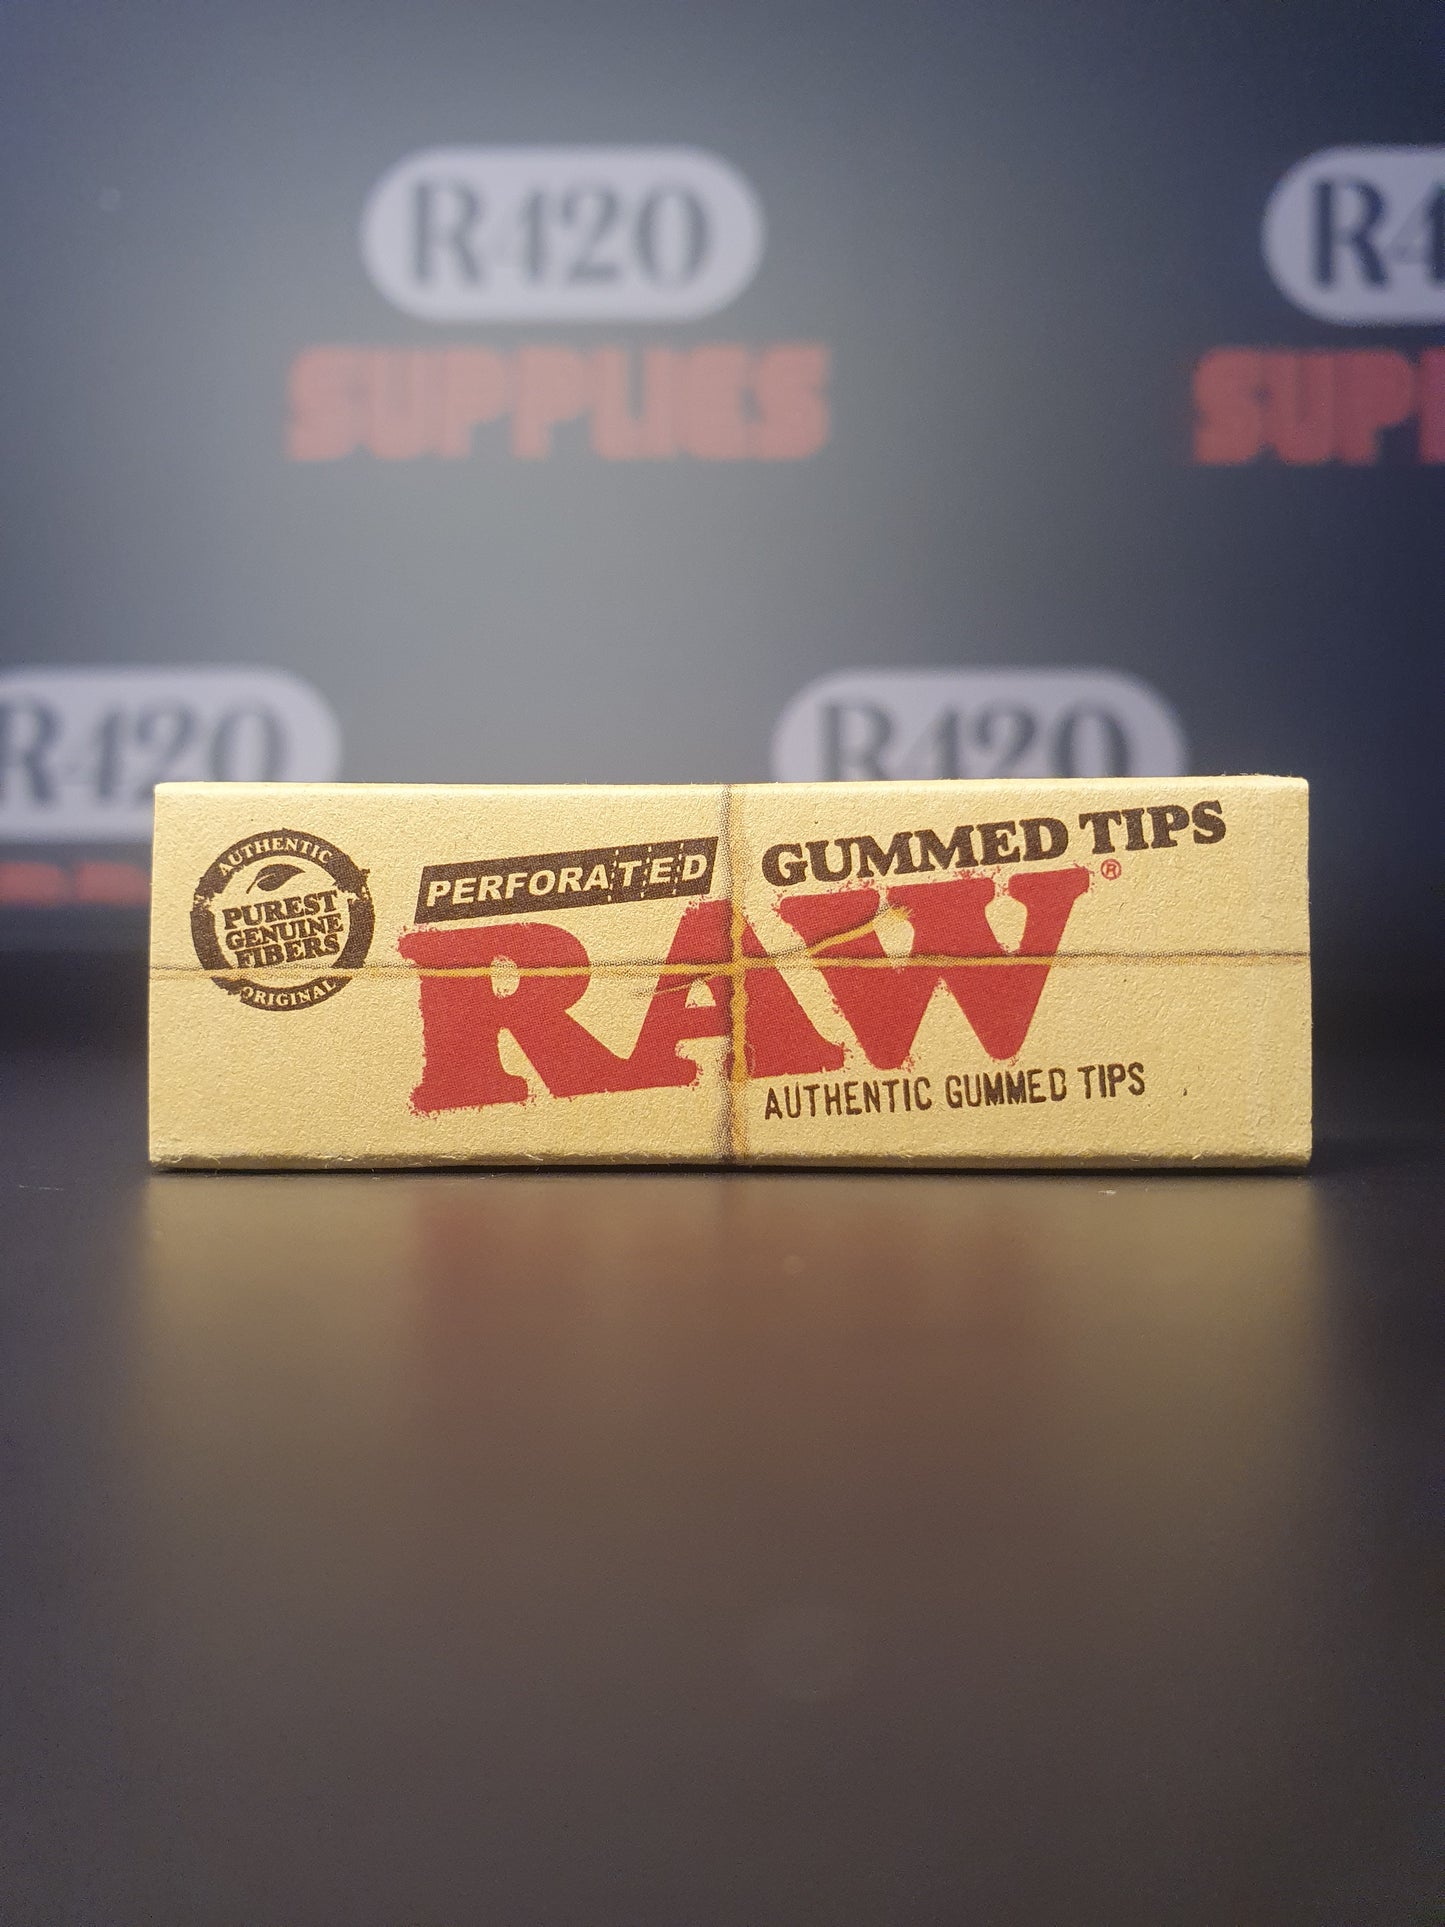 R420
R4
SUPPLIES
SUPP
R420
R420
AUTHENTIC
PUREST
GENUINE
FIBERS
ORIGINAL
PERFORATED
GUMMED TIPS
RAW®
AUTHENTIC GUMMED TIPS